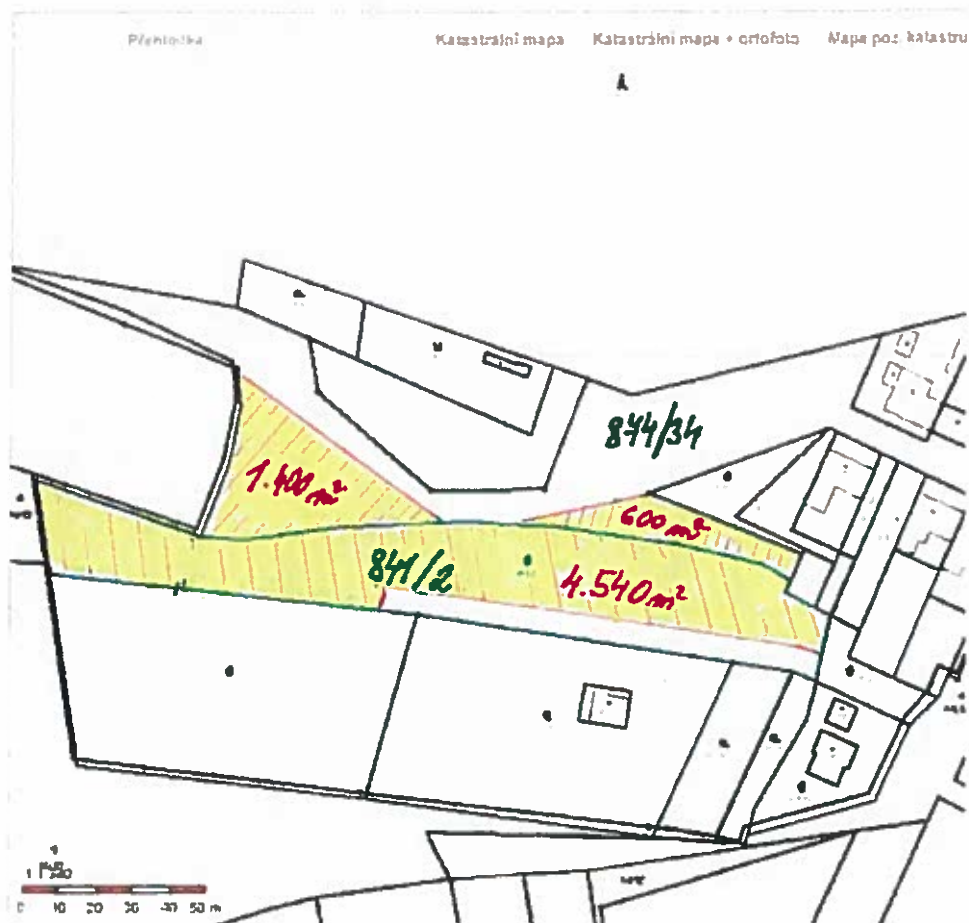 Přehledka
Katastrální mapa Katastrální mapa + ortofoto Mapa poz. katastru
874/34
1.400 m²
600 m²
841/2
4.540 m²
0 10 20 30 40 50 m